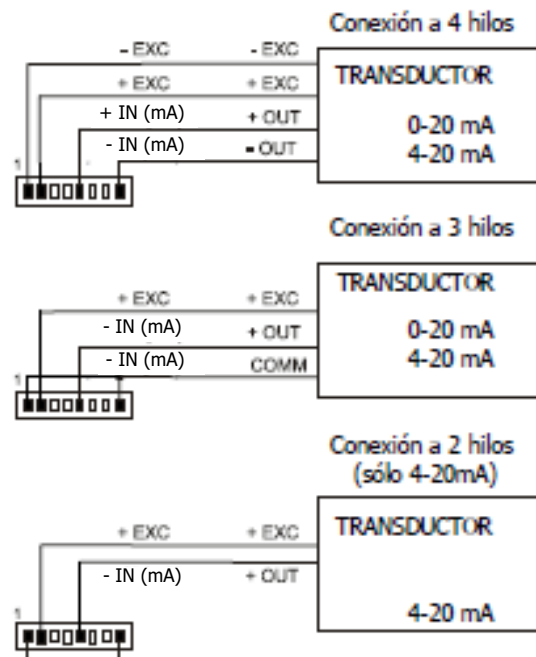 Conexión a 4 hilos
- EXC - EXC
TRANSDUCTOR
+ EXC + EXC
+ IN (mA) + OUT
0-20 mA
- IN (mA) - OUT
4-20 mA
1
Conexión a 3 hilos
TRANSDUCTOR
+ EXC + EXC
- IN (mA) + OUT
0-20 mA
- IN (mA) COMM
4-20 mA
1
Conexión a 2 hilos
(sólo 4-20mA)
TRANSDUCTOR
+ EXC + EXC
- IN (mA) + OUT
4-20 mA
1